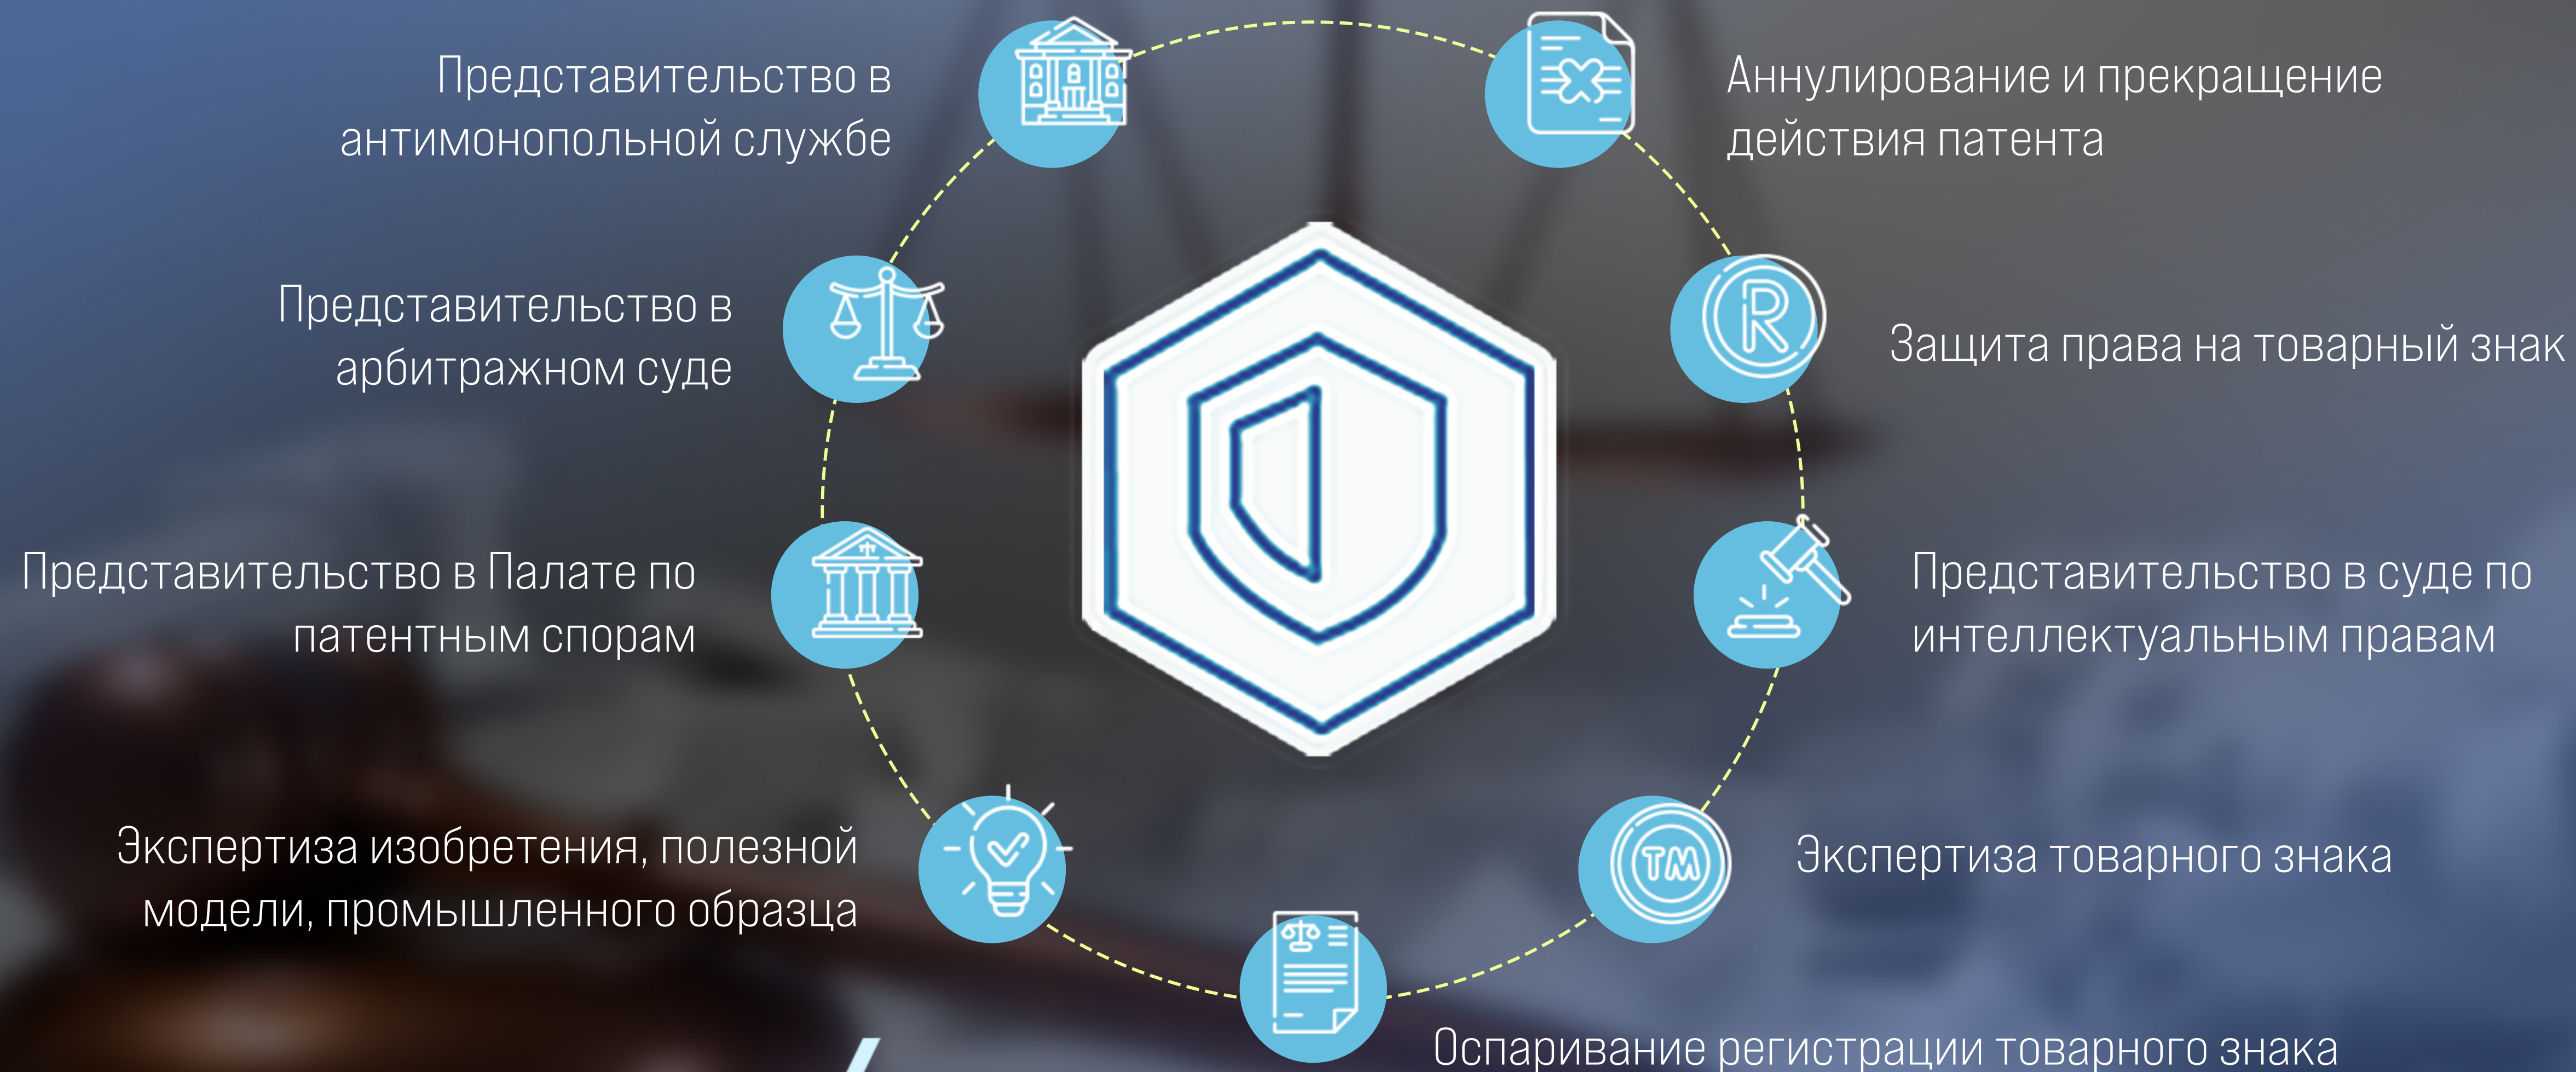 Представительство в
антимонопольной службе
Аннулирование и прекращение
действия патента
Представительство в
арбитражном суде
R
Защита права на товарный знак
Представительство в Палате по
патентным спорам
Представительство в суде по
интеллектуальным правам
Экспертиза изобретения, полезной
модели, промышленного образца
TM
Экспертиза товарного знака
Оспаривание регистрации товарного знака